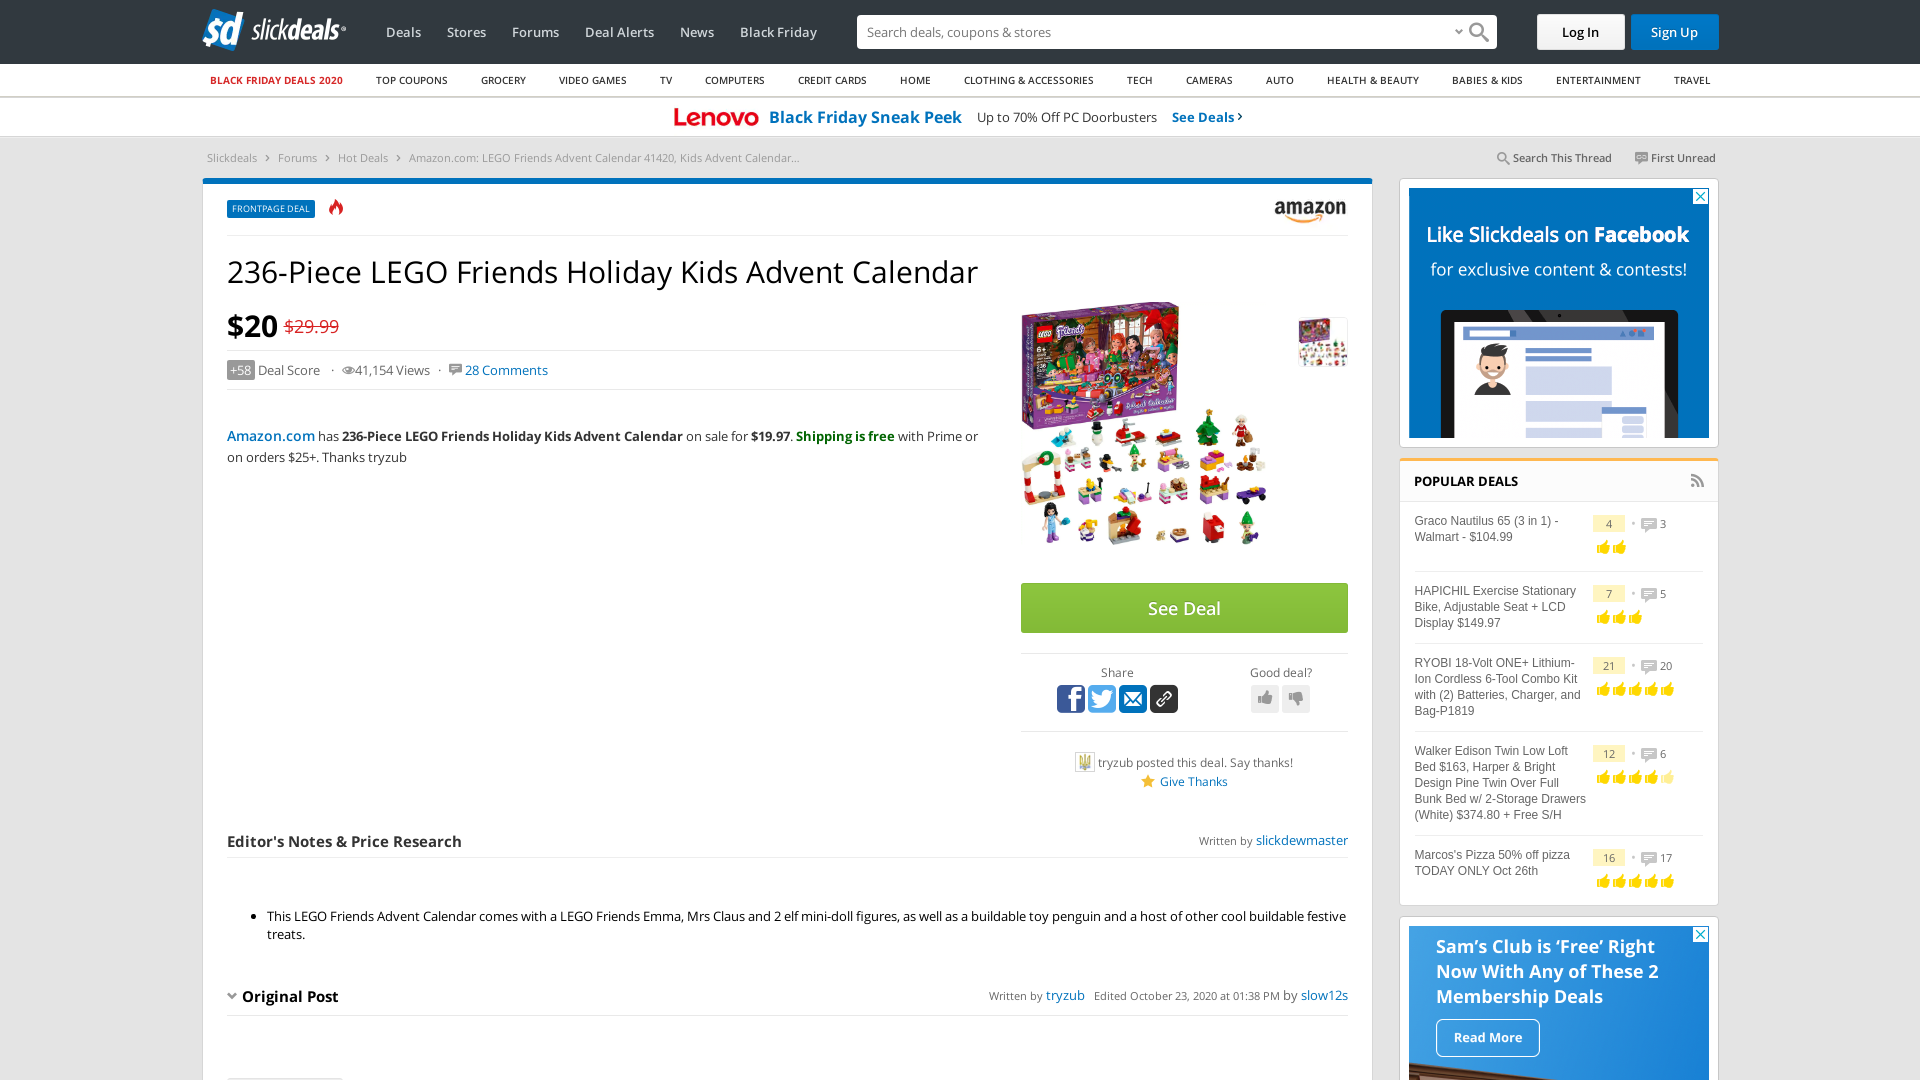 sd slickdeals
Deals Stores Forums Deal Alerts News Black Friday
Search deals, coupons & stores
Log In
Sign Up
BLACK FRIDAY DEALS 2020 TOP COUPONS GROCERY VIDEO GAMES TV COMPUTERS CREDIT CARDS HOME CLOTHING & ACCESSORIES TECH CAMERAS AUTO HEALTH & BEAUTY BABIES & KIDS ENTERTAINMENT TRAVEL
Lenovo Black Friday Sneak Peek Up to 70% Off PC Doorbusters See Deals
Slickdeals Forums Hot Deals Amazon.com: LEGO Friends Advent Calendar 41420, Kids Advent Calendar...
Search This Thread First Unread
FRONTPAGE DEAL
amazon
236-Piece LEGO Friends Holiday Kids Advent Calendar
$20 $29.99
+58 Deal Score · 41,154 Views · 28 Comments
Amazon.com has 236-Piece LEGO Friends Holiday Kids Advent Calendar on sale for $19.97. Shipping is free with Prime or
on orders $25+. Thanks tryzub
LEGO
Friends
Advent Calendar
See Deal
Share
Good deal?
tryzub posted this deal. Say thanks!
Give Thanks
Editor's Notes & Price Research
Written by slickdewmaster
• This LEGO Friends Advent Calendar comes with a LEGO Friends Emma, Mrs Claus and 2 elf mini-doll figures, as well as a buildable toy penguin and a host of other cool buildable festive
treats.
Original Post
Written by tryzub Edited October 23, 2020 at 01:38 PM by slow12s
Like Slickdeals on Facebook
for exclusive content & contests!
POPULAR DEALS
Graco Nautilus 65 (3 in 1) -
Walmart - $104.99
4 • 3
HAPICHIL Exercise Stationary
Bike, Adjustable Seat + LCD
Display $149.97
7 • 5
RYOBI 18-Volt ONE+ Lithium-
Ion Cordless 6-Tool Combo Kit
with (2) Batteries, Charger, and
Bag-P1819
21 • 20
Walker Edison Twin Low Loft
Bed $163, Harper & Bright
Design Pine Twin Over Full
Bunk Bed w/ 2-Storage Drawers
(White) $374.80 + Free S/H
12 • 6
Marcos's Pizza 50% off pizza
TODAY ONLY Oct 26th
16 • 17
Sam's Club is 'Free' Right
Now With Any of These 2
Membership Deals
Read More